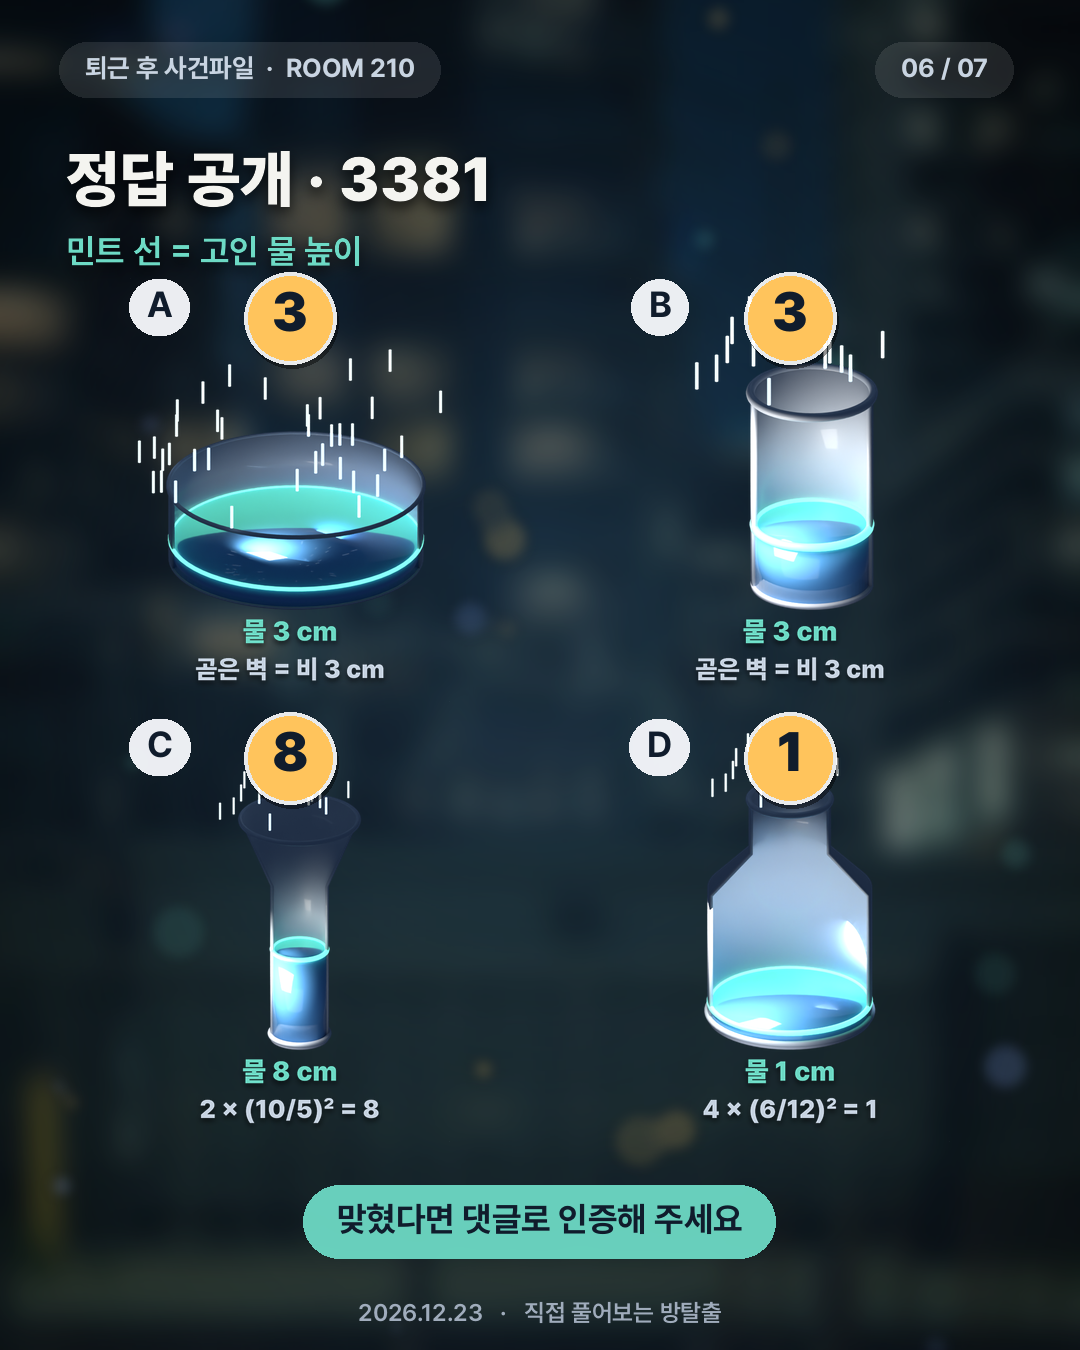 퇴근 후 사건파일 · ROOM 210
06 / 07
정답 공개 · 3381
민트 선 = 고인 물 높이
A
3
B
3
물 3 cm
곧은 벽 = 비 3 cm
물 3 cm
곧은 벽 = 비 3 cm
C
8
D
1
물 8 cm
2 × (10/5)² = 8
물 1 cm
4 × (6/12)² = 1
맞혔다면 댓글로 인증해 주세요
2026.12.23 · 직접 풀어보는 방탈출